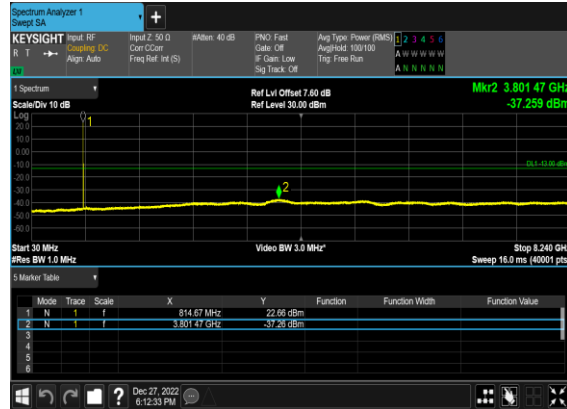 Spectrum Analyzer 1
Swept SA
+
KEYSIGHT Input: RF Input Z: 50 Ω #Atten: 40 dB PNO: Fast Avg Type: Power (RMS) 1 2 3 4 5 6
R T Coupling: DC Corr CCorr Gate: Off Avg|Hold: 100/100 A W W W W W
Align: Auto Freq Ref: Int (S) IF Gain: Low Trig: Free Run
Sig Track: Off A N N N N N
1 Spectrum Ref Lvl Offset 7.60 dB Mkr2 3.801 47 GHz
Scale/Div 10 dB Ref Level 30.00 dBm -37.259 dBm
Log
20.0
10.0
0.00
-10.0
-20.0
-30.0
-40.0
-50.0
-60.0
1
2
DL1 -13.00 dBm
Start 30 MHz Video BW 3.0 MHz* Stop 8.240 GHz
#Res BW 1.0 MHz Sweep 16.0 ms (40001 pts)
5 Marker Table
Mode Trace Scale X Y Function Function Width Function Value
1 N 1 f 814.67 MHz 22.66 dBm
2 N 1 f 3.801 47 GHz -37.26 dBm
3
4
5
6
? Dec 27, 2022
6:12:33 PM